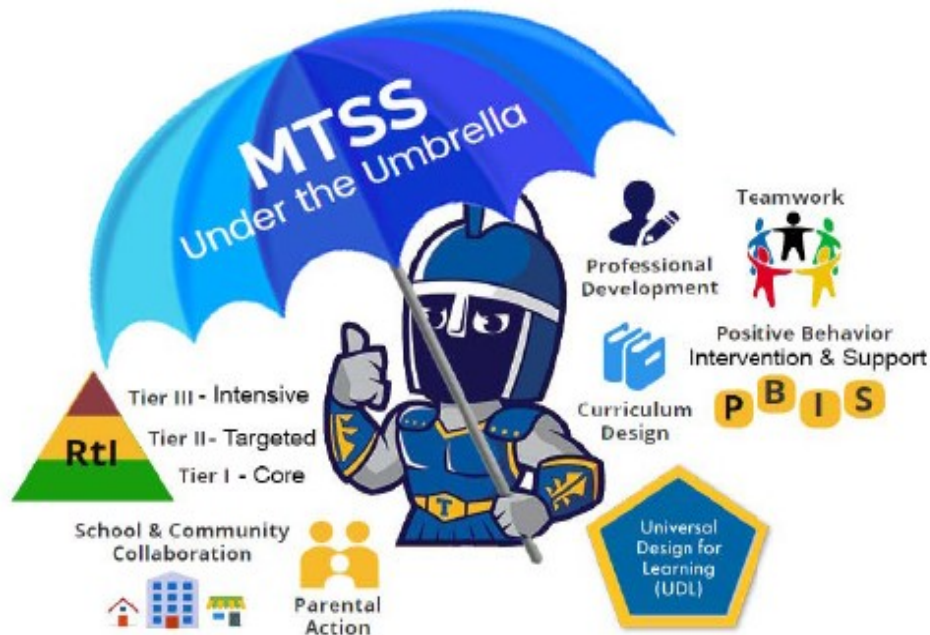 MTSS
Under the Umbrella
Teamwork
Professional
Development
Positive Behavior
Intervention & Support
P B I S
Curriculum
Design
RtI
Tier III - Intensive
Tier II- Targeted
Tier I - Core
T
School & Community
Collaboration
Parental
Action
Universal
Design for
Learning
(UDL)